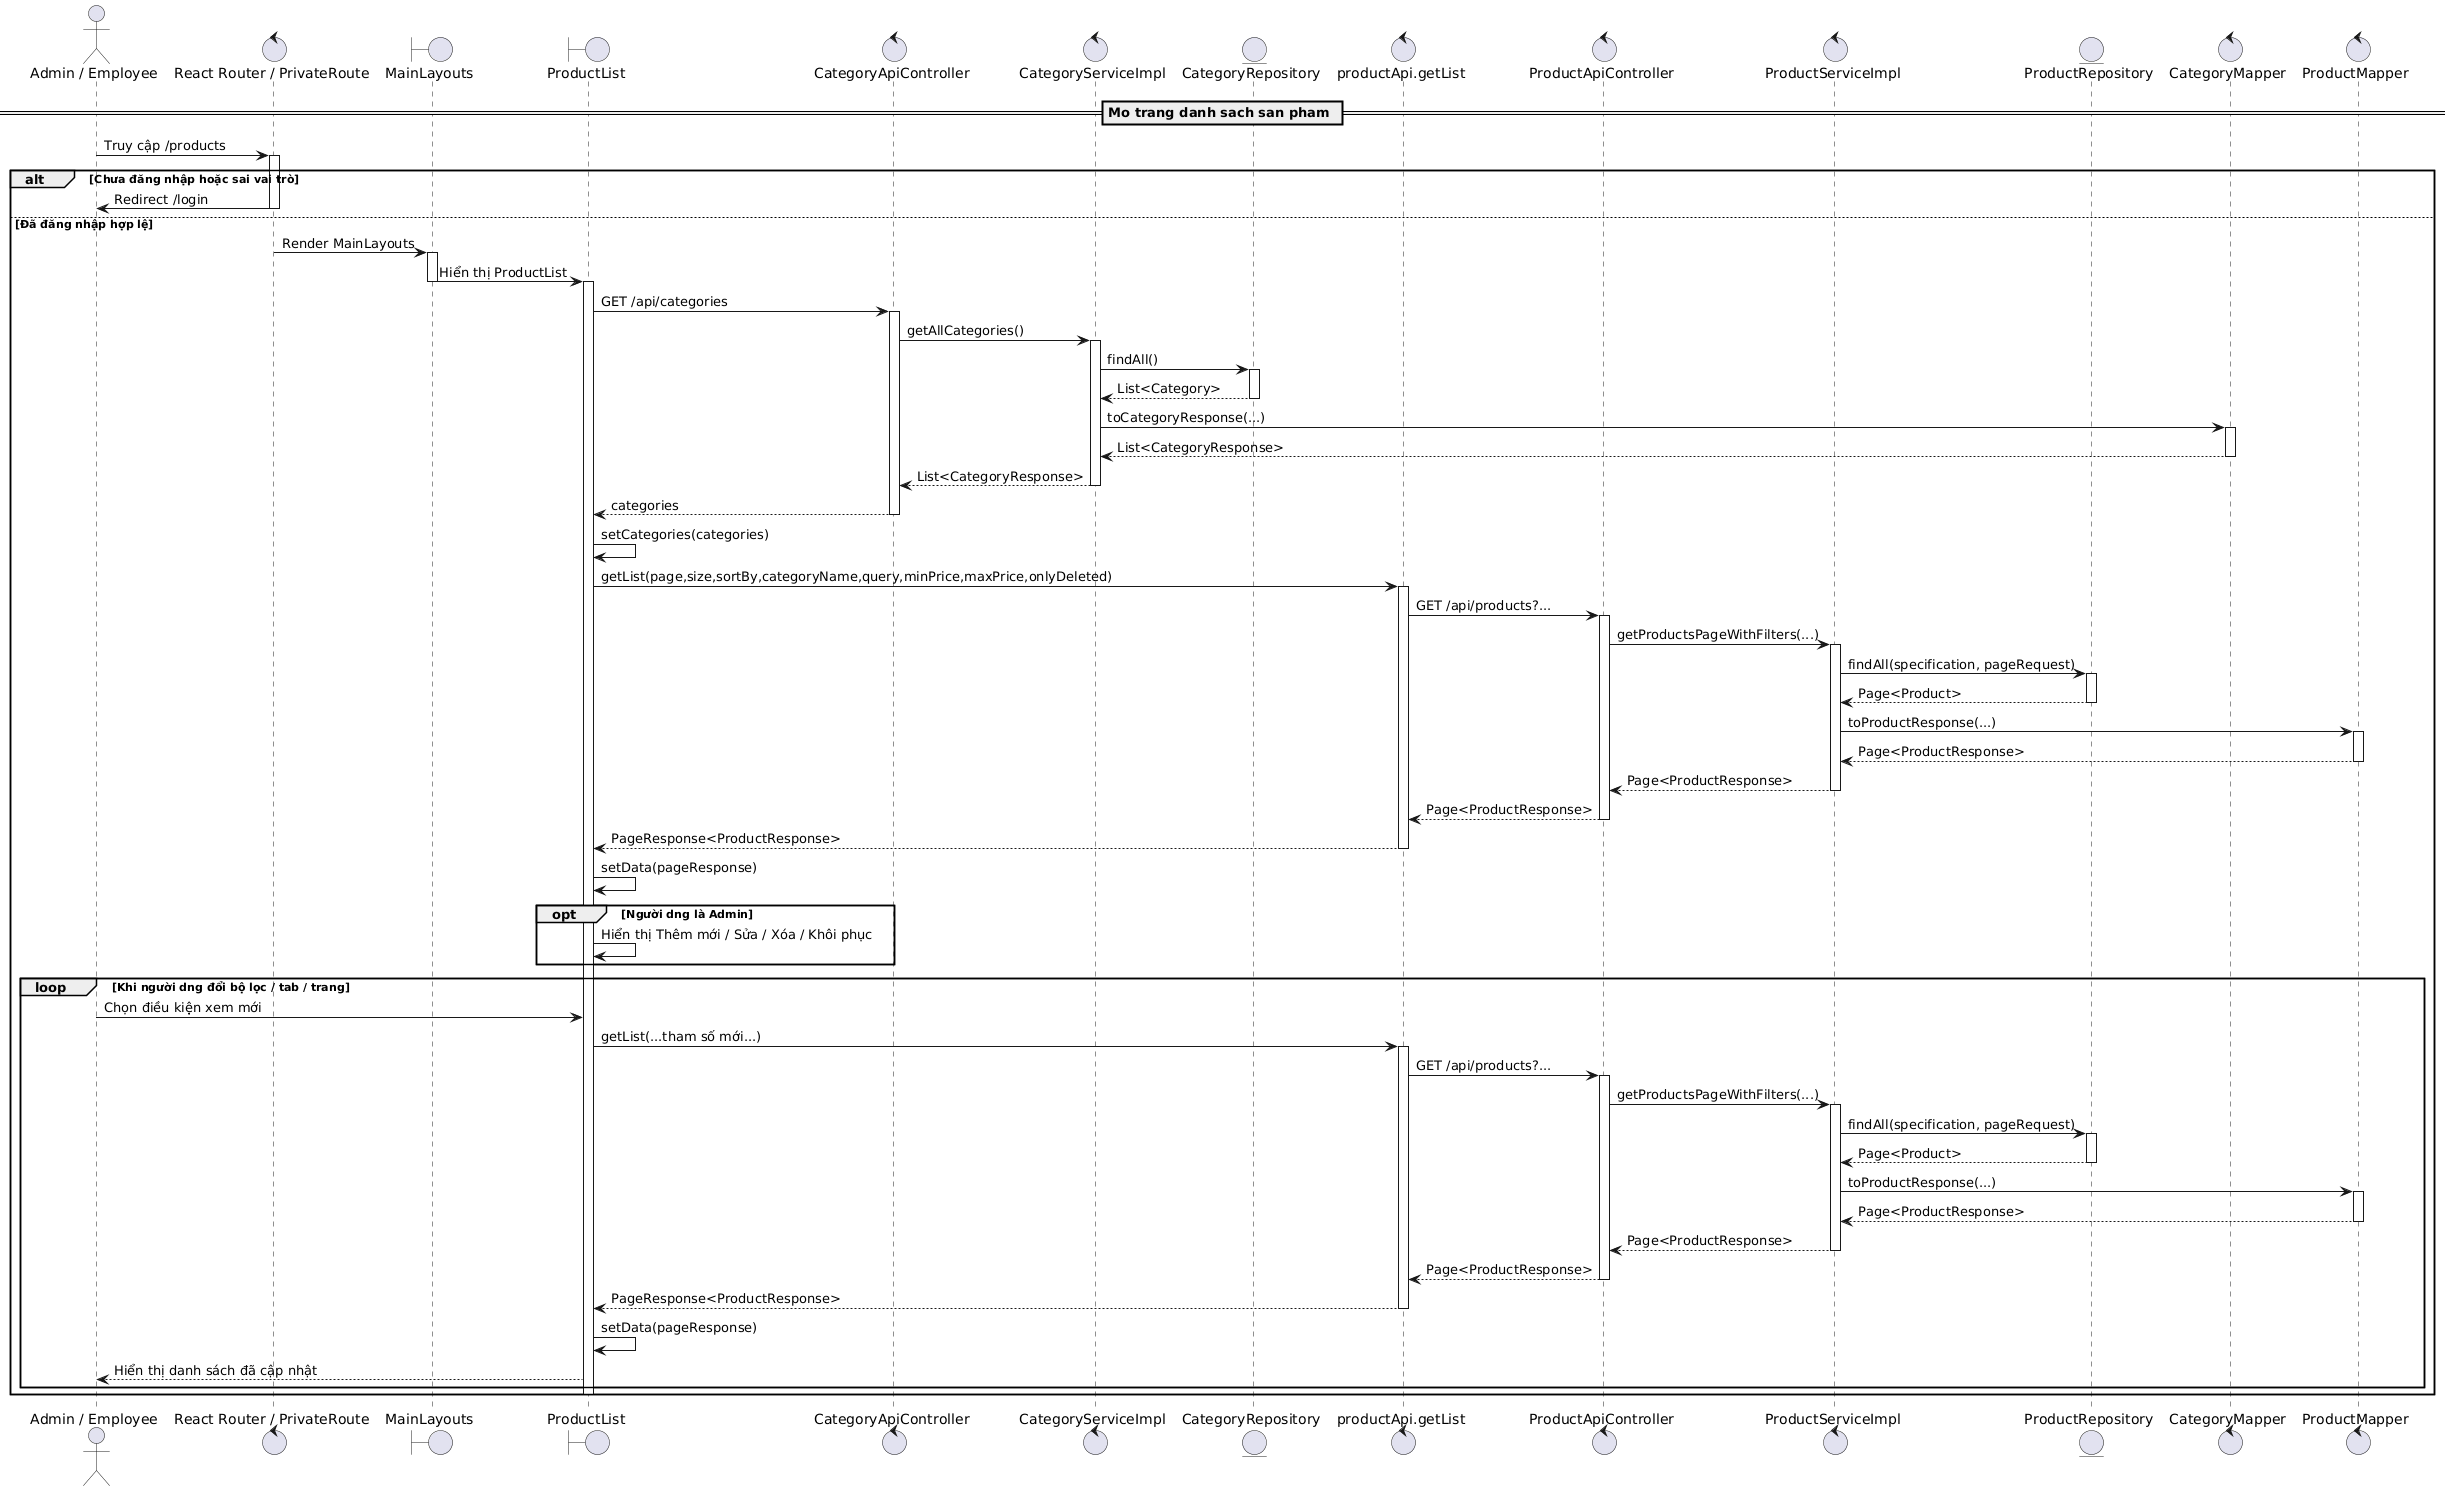 Admin / Employee
React Router / PrivateRoute
MainLayouts
ProductList
CategoryApiController
CategoryServiceImpl
CategoryRepository
productApi.getList
ProductApiController
ProductServiceImpl
ProductRepository
CategoryMapper
ProductMapper
Mo trang danh sach san pham
Truy cập /products
alt
[Chưa đăng nhập hoặc sai vai trò]
Redirect /login
[Đã đăng nhập hợp lệ]
Render MainLayouts
Hiển thị ProductList
GET /api/categories
getAllCategories()
findAll()
List<Category>
toCategoryResponse(...)
List<CategoryResponse>
List<CategoryResponse>
categories
setCategories(categories)
getList(page,size,sortBy,categoryName,query,minPrice,maxPrice,onlyDeleted)
GET /api/products?...
getProductsPageWithFilters(...)
findAll(specification, pageRequest)
Page<Product>
toProductResponse(...)
Page<ProductResponse>
Page<ProductResponse>
Page<ProductResponse>
PageResponse<ProductResponse>
setData(pageResponse)
opt
[Người dng là Admin]
Hiển thị Thêm mới / Sửa / Xóa / Khôi phục
loop
[Khi người dng đổi bộ lọc / tab / trang]
Chọn điều kiện xem mới
getList(...tham số mới...)
GET /api/products?...
getProductsPageWithFilters(...)
findAll(specification, pageRequest)
Page<Product>
toProductResponse(...)
Page<ProductResponse>
Page<ProductResponse>
Page<ProductResponse>
PageResponse<ProductResponse>
setData(pageResponse)
Hiển thị danh sách đã cập nhật
Admin / Employee
React Router / PrivateRoute
MainLayouts
ProductList
CategoryApiController
CategoryServiceImpl
CategoryRepository
productApi.getList
ProductApiController
ProductServiceImpl
ProductRepository
CategoryMapper
ProductMapper